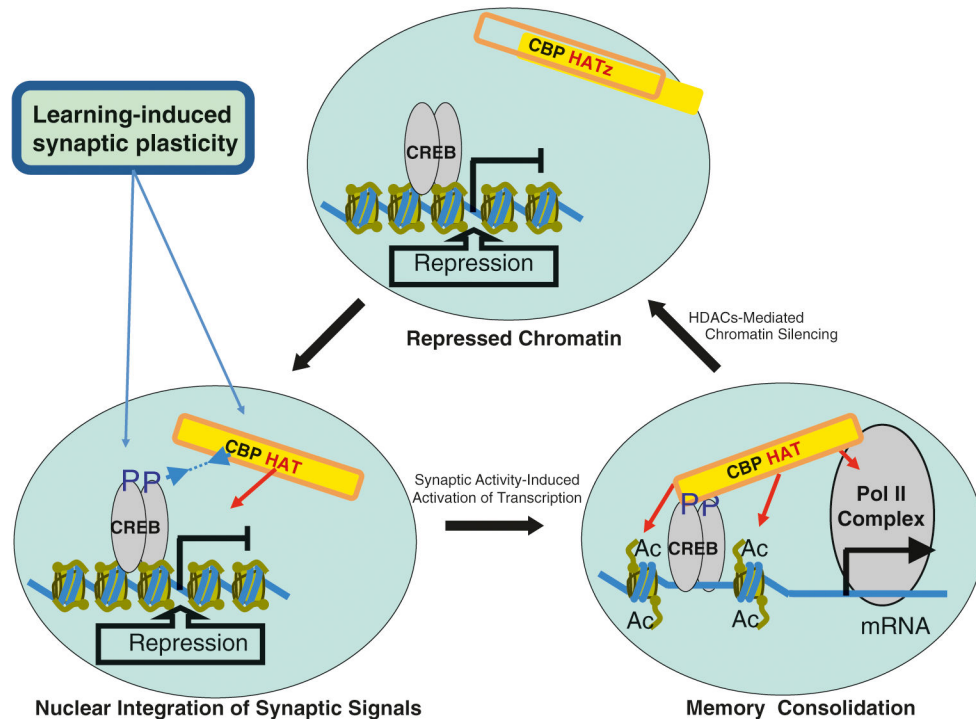 CBP HATz
Learning-induced
synaptic plasticity
CREB
Repression
Repressed Chromatin
HDACs-Mediated
Chromatin Silencing
CBP HAT
PP
CREB
Repression
Nuclear Integration of Synaptic Signals
Synaptic Activity-Induced
Activation of Transcription
CBP HAT
PP
Pol II
Complex
Ac
CREB
Ac
Ac
Ac
mRNA
Memory Consolidation